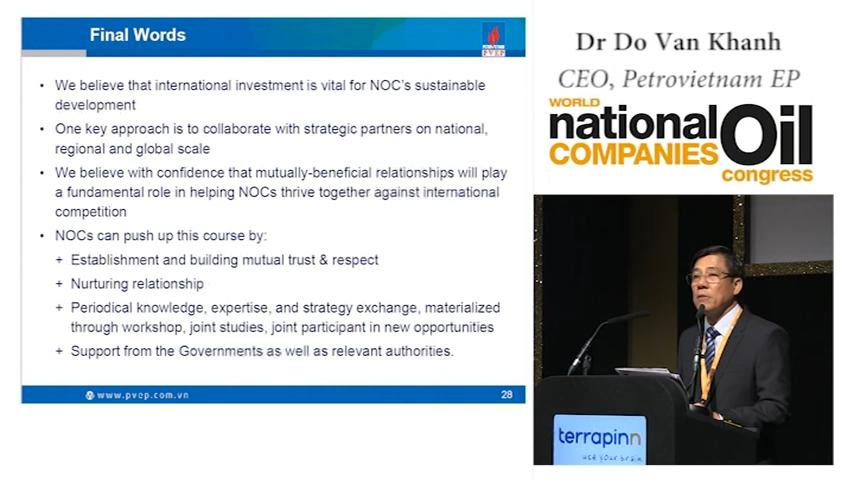 Final Words
PETROVIETNAM
PVEP
• We believe that international investment is vital for NOC's sustainable
development
• One key approach is to collaborate with strategic partners on national,
regional and global scale
• We believe with confidence that mutually-beneficial relationships will play
a fundamental role in helping NOCs thrive together against international
competition
• NOCs can push up this course by:
+ Establishment and building mutual trust & respect
+ Nurturing relationship
+ Periodical knowledge, expertise, and strategy exchange, materialized
through workshop, joint studies, joint participant in new opportunities
+ Support from the Governments as well as relevant authorities.
www.pvep.com.vn
28
Dr Do Van Khanh
CEO, Petrovietnam EP
WORLD
national Oil
COMPANIES
congress
terrapinn
use your brain